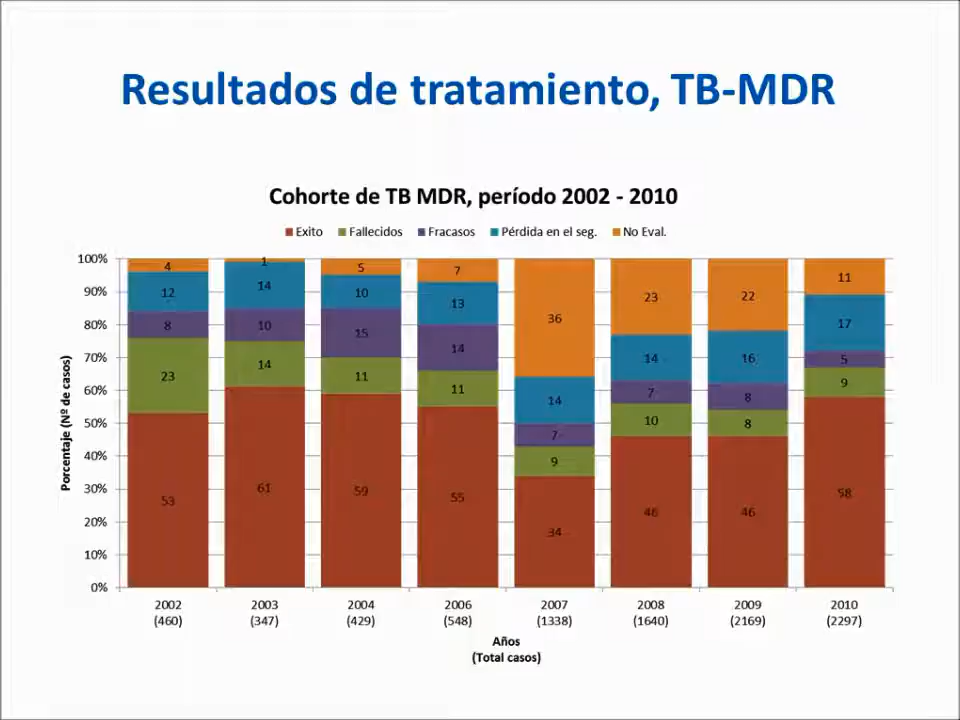 Resultados de tratamiento, TB-MDR
Cohorte de TB MDR, período 2002 - 2010
Exito Fallecidos Fracasos Pérdida en el seg. No Eval.
Porcentaje (Nº de casos)
100%
90%
80%
70%
60%
50%
40%
30%
20%
10%
0%
4 1 5 7 36 23 22 11
12 14 10 13 14 14 16 17
8 10 15 14 7 7 8 5
23 14 11 11 9 10 8 9
53 61 59 55 34 46 46 58
2002 2003 2004 2006 2007 2008 2009 2010
(460) (347) (429) (548) (1338) (1640) (2169) (2297)
Años
(Total casos)